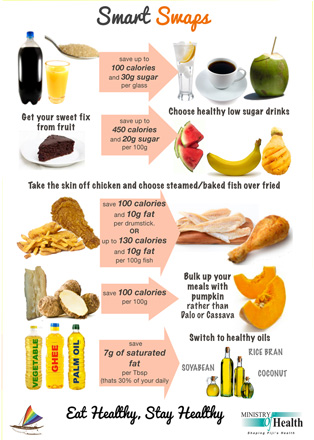 Smart Swaps
save up to
100 calories
and 30g sugar
per glass
Choose healthy low sugar drinks
Get your sweet fix
from fruit
save up to
450 calories
and 20g sugar
per 100g
Take the skin off chicken and choose steamed/baked fish over fried
save 100 calories
and 10g fat
per drumstick.
OR
up to 130 calories
and 10g fat
per 100g fish
save 100 calories
per 100g
Bulk up your
meals with
pumpkin
rather than
Dalo or Cassava
VEGETABLE
GHEE
PALM OIL
save
7g of saturated
fat
per Tbsp
(thats 30% of your daily
Switch to healthy oils
RICE BRAN
SOYABEAN
COCONUT
Eat Healthy, Stay Healthy
MINISTRY
of Health
Shaping Fiji's Health